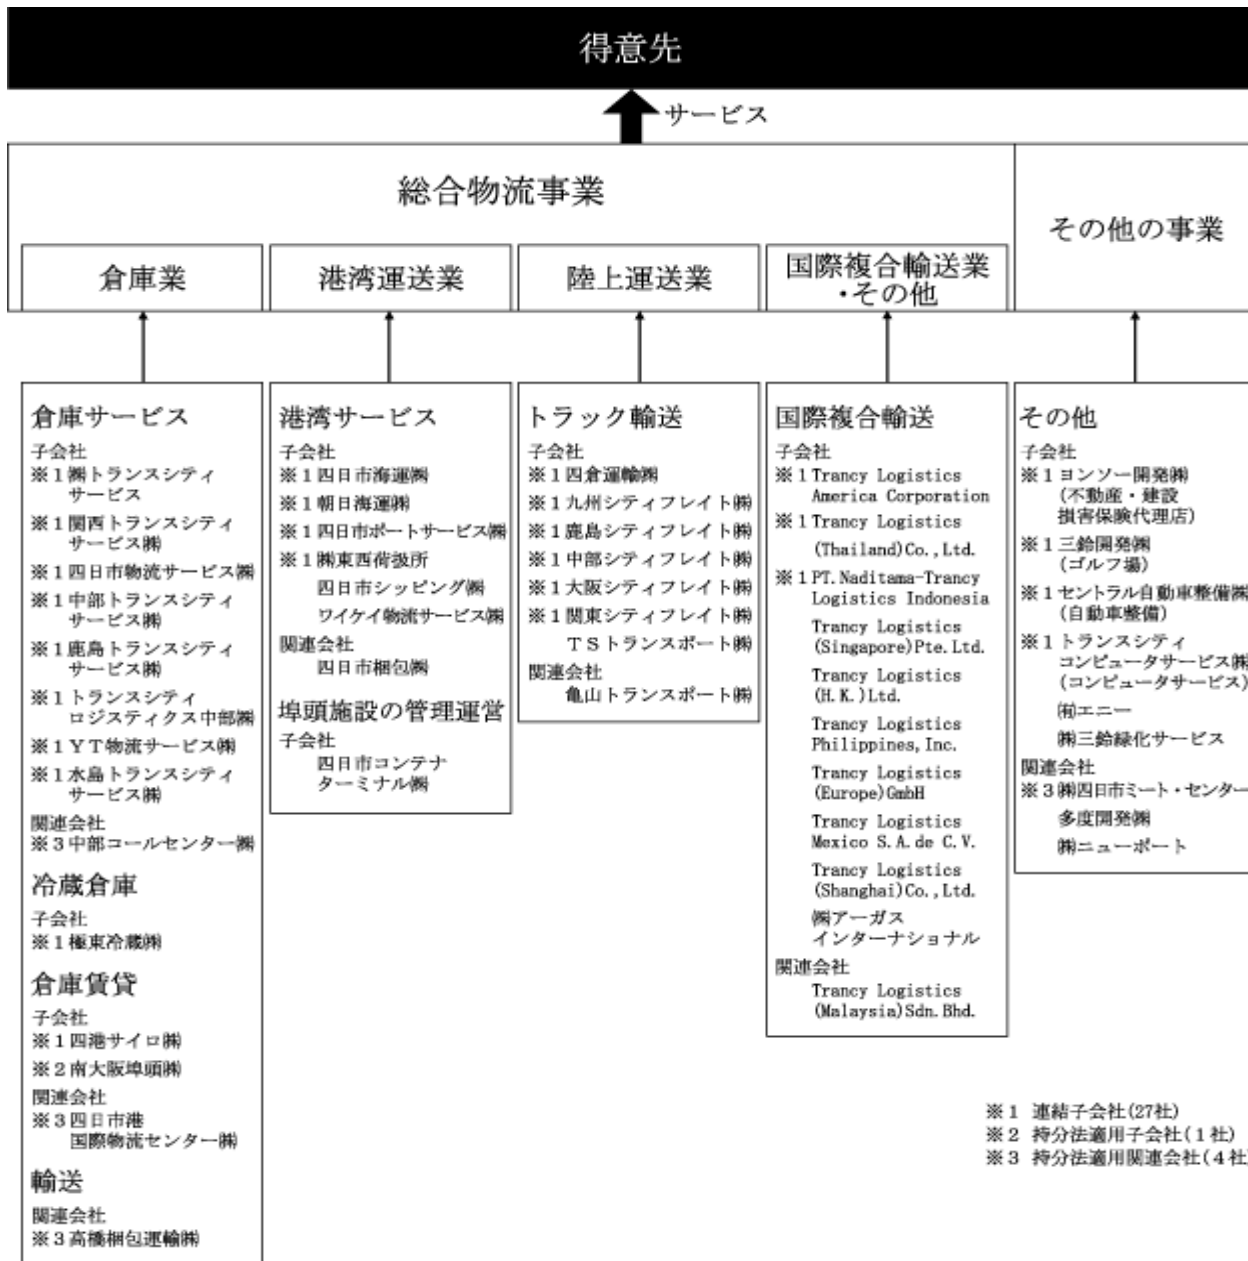 得意先
サービス
総合物流事業
その他の事業
倉庫業
港湾運送業
陸上運送業
国際複合輸送業
・その他
倉庫サービス
子会社
※1㈱トランスシティ
サービス
※1関西トランスシティ
サービス㈱
※1四日市物流サービス㈱
※1中部トランスシティ
サービス㈱
※1鹿島トランスシティ
サービス㈱
※1トランスシティ
ロジスティクス中部㈱
※1YT物流サービス㈱
※1水島トランスシティ
サービス㈱
関連会社
※3中部コールセンター㈱
冷蔵倉庫
子会社
※1極東冷蔵㈱
倉庫賃貸
子会社
※1四港サイロ㈱
※2南大阪埠頭㈱
関連会社
※3四日市港
国際物流センター㈱
輸送
関連会社
※3高橋梱包運輸㈱
港湾サービス
子会社
※1四日市海運㈱
※1朝日海運㈱
※1四日市ポートサービス㈱
※1㈱東西荷扱所
四日市シッピング㈱
ワイケイ物流サービス㈱
関連会社
四日市梱包㈱
埠頭施設の管理運営
子会社
四日市コンテナ
ターミナル㈱
トラック輸送
子会社
※1四倉運輸㈱
※1九州シティフレイト㈱
※1鹿島シティフレイト㈱
※1中部シティフレイト㈱
※1大阪シティフレイト㈱
※1関東シティフレイト㈱
TSトランスポート㈱
関連会社
亀山トランスポート㈱
国際複合輸送
子会社
※1Trancy Logistics
America Corporation
※1Trancy Logistics
(Thailand)Co.,Ltd.
※1PT.Naditama-Trancy
Logistics Indonesia
Trancy Logistics
(Singapore)Pte.Ltd.
Trancy Logistics
(H.K.)Ltd.
Trancy Logistics
Philippines,Inc.
Trancy Logistics
(Europe)GmbH
Trancy Logistics
Mexico S.A.de C.V.
Trancy Logistics
(Shanghai)Co.,Ltd.
㈱アーガス
インターナショナル
関連会社
Trancy Logistics
(Malaysia)Sdn.Bhd.
その他
子会社
※1ヨンソー開発㈱
(不動産・建設
損害保険代理店)
※1三鈴開発㈱
(ゴルフ場)
※1セントラル自動車整備㈱
(自動車整備)
※1トランスシティ
コンピュータサービス㈱
(コンピュータサービス)
㈲エニー
㈱三鈴緑化サービス
関連会社
※3㈱四日市ミート・センター
多度開発㈱
㈱ニューポート
※1 連結子会社(27社)
※2 持分法適用子会社(1社)
※3 持分法適用関連会社(4社